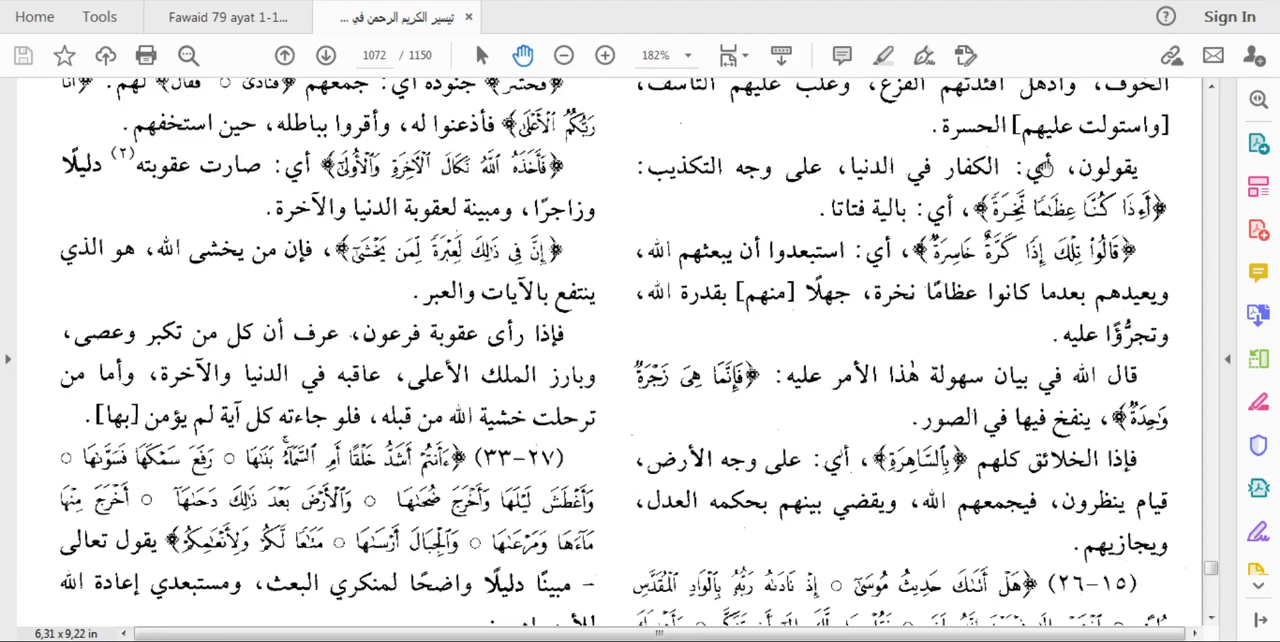 Home
Tools
Fawaid 79 ayat 1-1...
تيسير الكريم الرحمن في ...
Sign In
1072 / 1150
182%
الخوف، وأذهل أفئدتهم الفزع، وغلب عليهم التأسف،
[واستولت عليهم] الحسرة.
يقولون، أي: الكفار في الدنيا، على وجه التكذيب:
﴿أَءِذَا كُنَّا عِظَٰمًا نَّخِرَةً﴾، أي: بالية فتاتا.
﴿قَالُوا۟ تِلْكَ إِذًا كَرَّةٌ خَاسِرَةٌ﴾، أي: استبعدوا أن يبعثهم الله،
ويعيدهم بعدما كانوا عظامًا نخرة، جهلًا [منهم] بقدرة الله،
وتجرُّؤًا عليه.
قال الله في بيان سهولة هٰذا الأمر عليه: ﴿فَإِنَّمَا هِىَ زَجْرَةٌ
وَٰحِدَةٌ﴾، ينفخ فيها في الصور.
فإذا الخلائق كلهم ﴿بِٱلسَّاهِرَةِ﴾، أي: على وجه الأرض،
قيام ينظرون، فيجمعهم الله، ويقضي بينهم بحكمه العدل،
ويجازيهم.
(١٥-٢٦) ﴿هَلْ أَتَىٰكَ حَدِيثُ مُوسَىٰٓ ○ إِذْ نَادَىٰهُ رَبُّهُۥ بِٱلْوَادِ ٱلْمُقَدَّسِ
﴿فَحَشَرَ﴾ جنوده أي: جمعهم ﴿فَنَادَىٰ ○ فَقَالَ﴾ لهم: ﴿أَنَا۠
رَبُّكُمُ ٱلْأَعْلَىٰ﴾ فأذعنوا له، وأقروا بباطله، حين استخفهم.
﴿فَأَخَذَهُ ٱللَّهُ نَكَالَ ٱلْءَاخِرَةِ وَٱلْأُولَىٰٓ﴾ أي: صارت عقوبته(٢) دليلًا
وزاجرًا، ومبينة لعقوبة الدنيا والآخرة.
﴿إِنَّ فِى ذَٰلِكَ لَعِبْرَةً لِّمَن يَخْشَىٰٓ﴾، فإن من يخشى الله، هو الذي
ينتفع بالآيات والعبر.
فإذا رأى عقوبة فرعون، عرف أن كل من تكبر وعصى،
وبارز الملك الأعلى، عاقبه في الدنيا والآخرة، وأما من
ترحلت خشية الله من قبله، فلو جاءته كل آية لم يؤمن [بها].
(٢٧-٣٣) ﴿ءَأَنتُمْ أَشَدُّ خَلْقًا أَمِ ٱلسَّمَآءُ ۚ بَنَىٰهَا ○ رَفَعَ سَمْكَهَا فَسَوَّىٰهَا ○
وَأَغْطَشَ لَيْلَهَا وَأَخْرَجَ ضُحَىٰهَا ○ وَٱلْأَرْضَ بَعْدَ ذَٰلِكَ دَحَىٰهَآ ○ أَخْرَجَ مِنْهَا
مَآءَهَا وَمَرْعَىٰهَا ○ وَٱلْجِبَالَ أَرْسَىٰهَا ○ مَتَٰعًا لَّكُمْ وَلِأَنْعَٰمِكُمْ﴾ يقول تعالى
- مبينًا دليلًا واضحًا لمنكري البعث، ومستبعدي إعادة الله
6,31 x 9,22 in